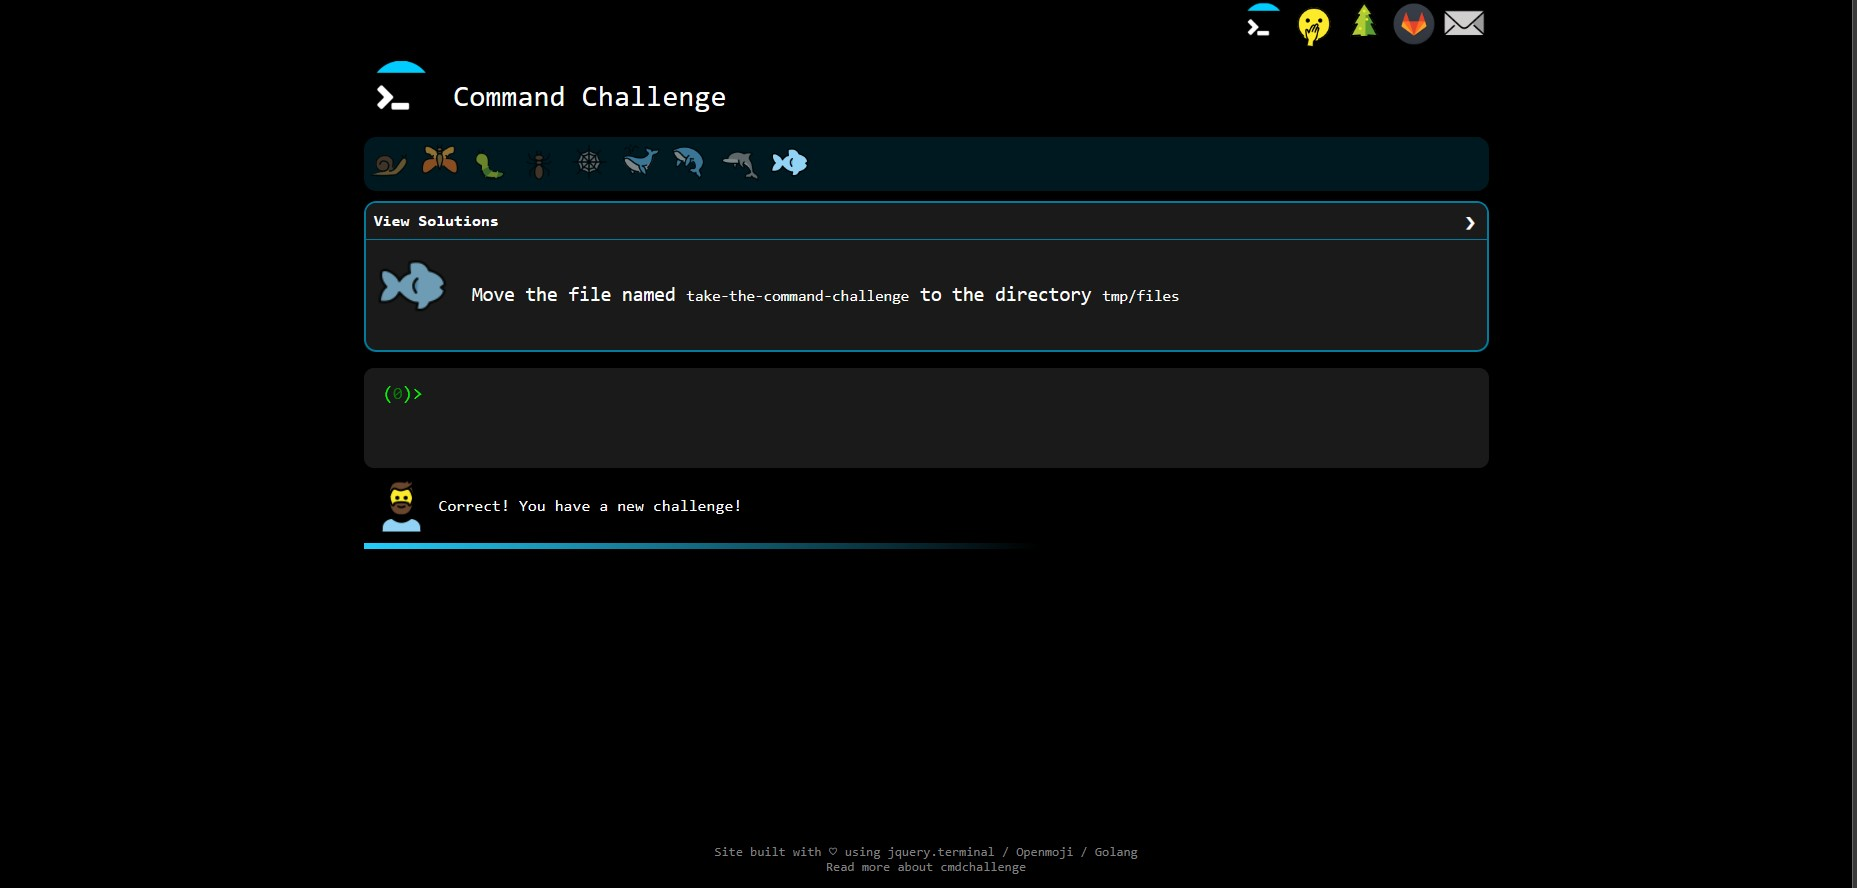 Command Challenge
View Solutions ❯
Move the file named take-the-command-challenge to the directory tmp/files
(0)>
Correct! You have a new challenge!
Site built with ♡ using jquery.terminal / Openmoji / Golang
Read more about cmdchallenge